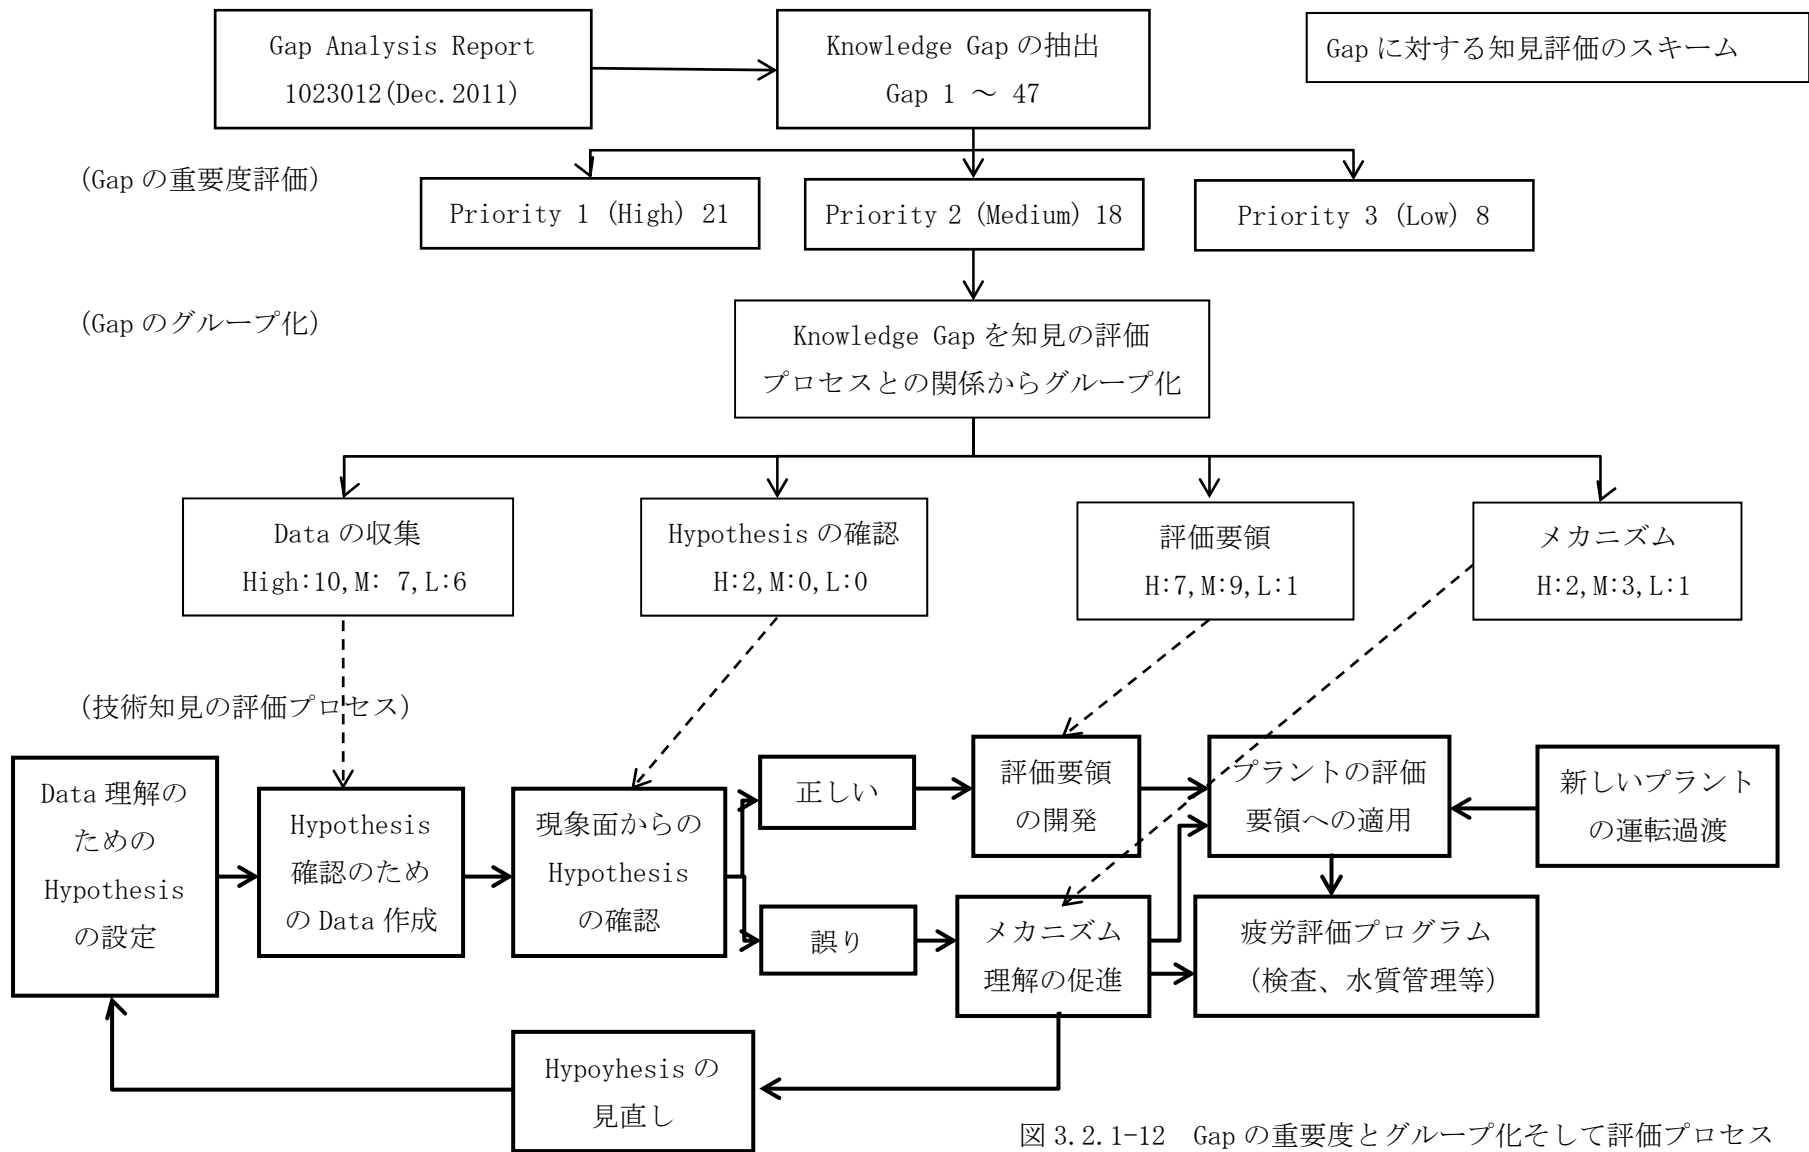 Gap Analysis Report
1023012(Dec.2011)
Knowledge Gap の抽出
Gap 1 ～ 47
Gap に対する知見評価のスキーム
(Gap の重要度評価)
Priority 1 (High) 21
Priority 2 (Medium) 18
Priority 3 (Low) 8
(Gap のグループ化)
Knowledge Gap を知見の評価
プロセスとの関係からグループ化
Data の収集
High:10,M: 7,L:6
Hypothesis の確認
H:2,M:0,L:0
評価要領
H:7,M:9,L:1
メカニズム
H:2,M:3,L:1
(技術知見の評価プロセス)
Data 理解の
ための
Hypothesis
の設定
Hypothesis
確認のため
の Data 作成
現象面からの
Hypothesis
の確認
正しい
誤り
評価要領
の開発
メカニズム
理解の促進
プラントの評価
要領への適用
新しいプラント
の運転過渡
疲労評価プログラム
(検査、水質管理等)
Hypoyhesis の
見直し
図 3.2.1-12 Gap の重要度とグループ化そして評価プロセス